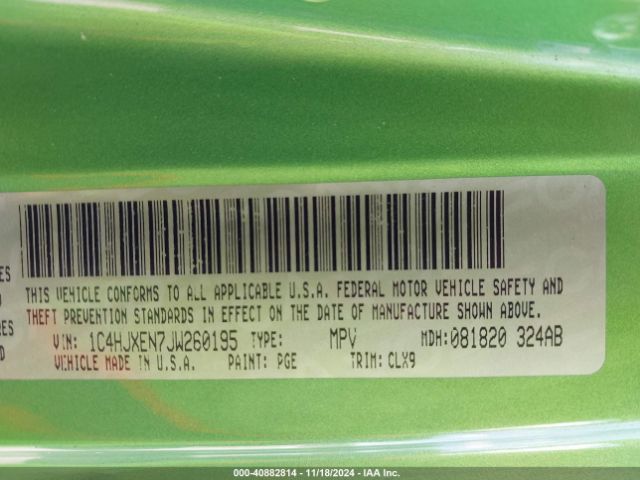 THIS VEHICLE CONFORMS TO ALL APPLICABLE U.S.A. FEDERAL MOTOR VEHICLE SAFETY AND
THEFT PREVENTION STANDARDS IN EFFECT ON THE DATE OF MANUFACTURE SHOWN ABOVE.
VIN: 1C4HJXEN7JW260195 TYPE: MPV MDH: 081820 324AB
VEHICLE MADE IN U.S.A. PAINT: PGE TRIM: CLX9
000-40882814 - 11/18/2024 - IAA Inc.